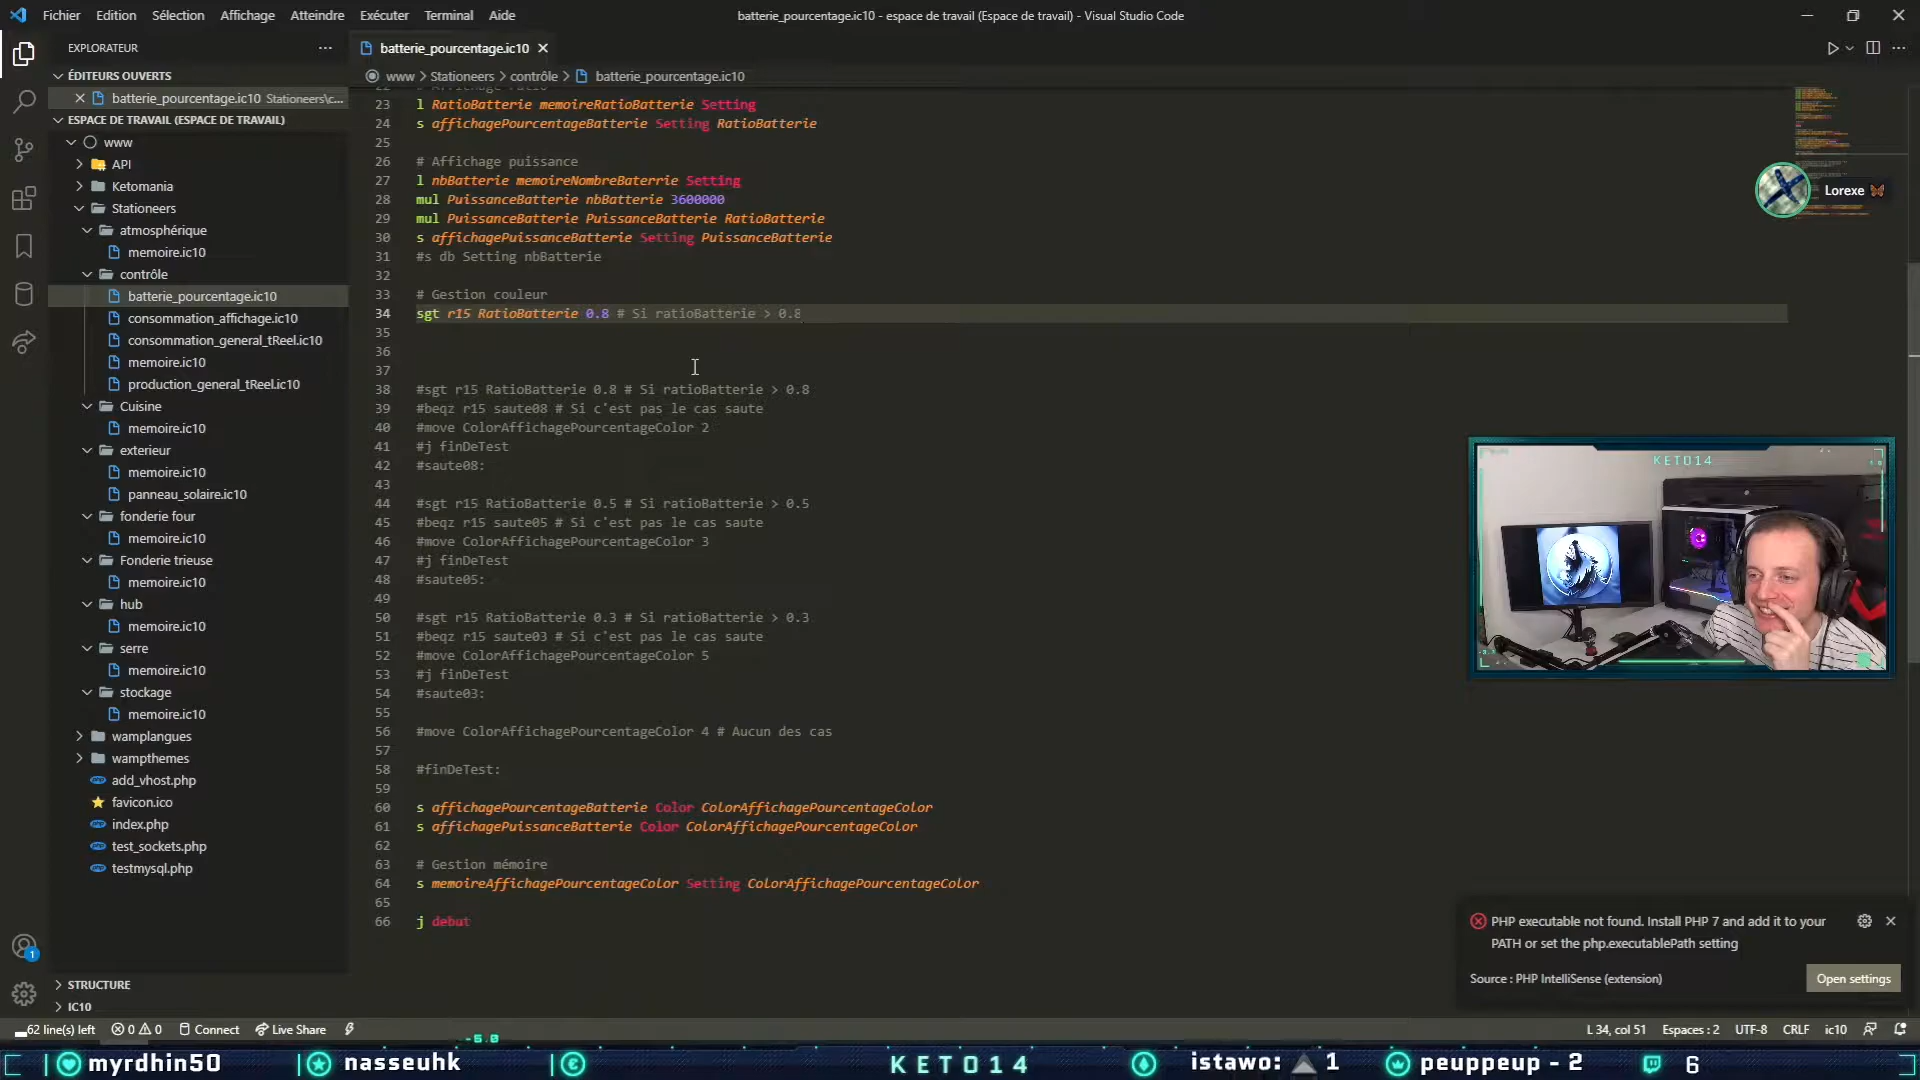 Fichier Edition Sélection Affichage Atteindre Exécuter Terminal Aide
batterie_pourcentage.ic10 - espace de travail (Espace de travail) - Visual Studio Code
EXPLORATEUR
batterie_pourcentage.ic10
ÉDITEURS OUVERTS
www > Stationeers > contrôle > batterie_pourcentage.ic10
batterie_pourcentage.ic10 Stationeers\c...
ESPACE DE TRAVAIL (ESPACE DE TRAVAIL)
www
API
Ketomania
Stationeers
atmosphérique
memoire.ic10
contrôle
batterie_pourcentage.ic10
consommation_affichage.ic10
consommation_general_tReel.ic10
memoire.ic10
production_general_tReel.ic10
Cuisine
memoire.ic10
exterieur
memoire.ic10
panneau_solaire.ic10
fonderie four
memoire.ic10
Fonderie trieuse
memoire.ic10
hub
memoire.ic10
serre
memoire.ic10
stockage
memoire.ic10
wamplangues
wampthemes
add_vhost.php
favicon.ico
index.php
test_sockets.php
testmysql.php
STRUCTURE
IC10
22 # Affichage ratio
23 l RatioBatterie memoireRatioBatterie Setting
24 s affichagePourcentageBatterie Setting RatioBatterie
25
26 # Affichage puissance
27 l nbBatterie memoireNombreBaterrie Setting
28 mul PuissanceBatterie nbBatterie 3600000
29 mul PuissanceBatterie PuissanceBatterie RatioBatterie
30 s affichagePuissanceBatterie Setting PuissanceBatterie
31 #s db Setting nbBatterie
32
33 # Gestion couleur
34 sgt r15 RatioBatterie 0.8 # Si ratioBatterie > 0.8
35
36
37
38 #sgt r15 RatioBatterie 0.8 # Si ratioBatterie > 0.8
39 #beqz r15 saute08 # Si c'est pas le cas saute
40 #move ColorAffichagePourcentageColor 2
41 #j finDeTest
42 #saute08:
43
44 #sgt r15 RatioBatterie 0.5 # Si ratioBatterie > 0.5
45 #beqz r15 saute05 # Si c'est pas le cas saute
46 #move ColorAffichagePourcentageColor 3
47 #j finDeTest
48 #saute05:
49
50 #sgt r15 RatioBatterie 0.3 # Si ratioBatterie > 0.3
51 #beqz r15 saute03 # Si c'est pas le cas saute
52 #move ColorAffichagePourcentageColor 5
53 #j finDeTest
54 #saute03:
55
56 #move ColorAffichagePourcentageColor 4 # Aucun des cas
57
58 #finDeTest:
59
60 s affichagePourcentageBatterie Color ColorAffichagePourcentageColor
61 s affichagePuissanceBatterie Color ColorAffichagePourcentageColor
62
63 # Gestion mémoire
64 s memoireAffichagePourcentageColor Setting ColorAffichagePourcentageColor
65
66 j debut
Lorexe
KETO14
PHP executable not found. Install PHP 7 and add it to your
PATH or set the php.executablePath setting
Source : PHP IntelliSense (extension)
Open settings
1
62 line(s) left 0 0 Connect Live Share
L 34, col 51 Espaces : 2 UTF-8 CRLF ic10
myrdhin50 nasseuhk KETO14 istawo: 1 peuppeup - 2 6